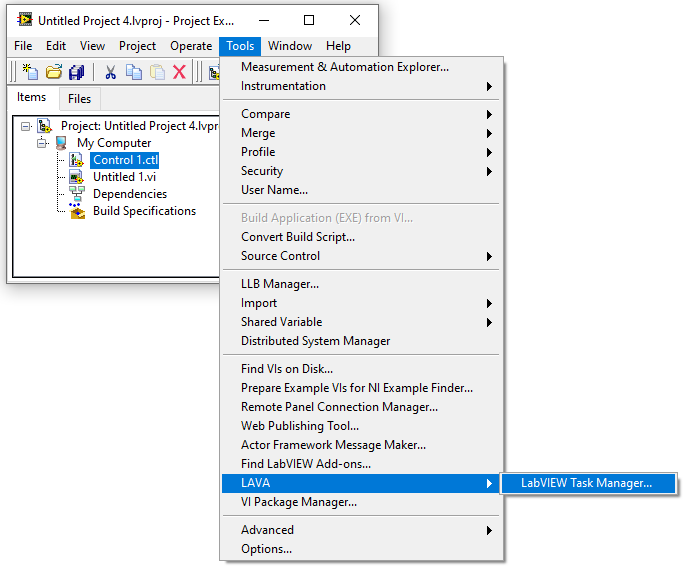 Untitled Project 4.lvproj - Project Ex...
File Edit View Project Operate Tools Window Help
Items Files
Project: Untitled Project 4.lvpr
My Computer
Control 1.ctl
Untitled 1.vi
Dependencies
Build Specifications
Measurement & Automation Explorer...
Instrumentation
Compare
Merge
Profile
Security
User Name...
Build Application (EXE) from VI...
Convert Build Script...
Source Control
LLB Manager...
Import
Shared Variable
Distributed System Manager
Find VIs on Disk...
Prepare Example VIs for NI Example Finder...
Remote Panel Connection Manager...
Web Publishing Tool...
Actor Framework Message Maker...
Find LabVIEW Add-ons...
LAVA
LabVIEW Task Manager...
VI Package Manager...
Advanced
Options...